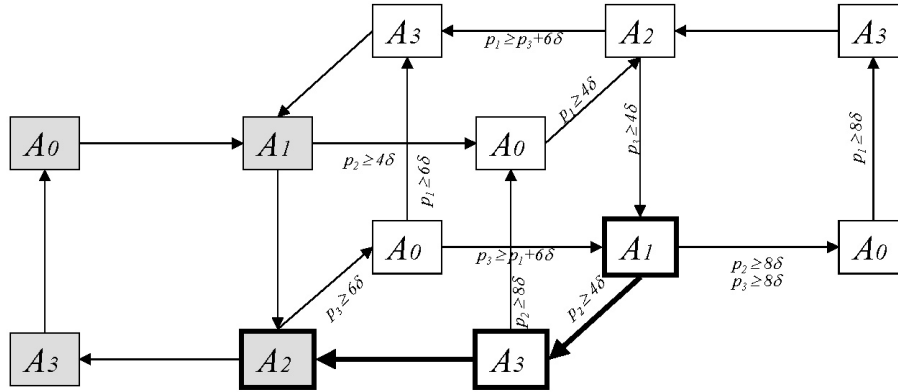 A3
A2
A3
p1 ≥ p3+6δ
p1 ≥ 4δ
p3 ≥ 4δ
p1 ≥ 8δ
A0
A1
A0
p2 ≥ 4δ
p1 ≥ 6δ
A0
A1
A0
p3 ≥ p1+6δ
p2 ≥ 8δ
p3 ≥ 8δ
p3 ≥ 6δ
p2 ≥ 8δ
p2 ≥ 4δ
A3
A2
A3